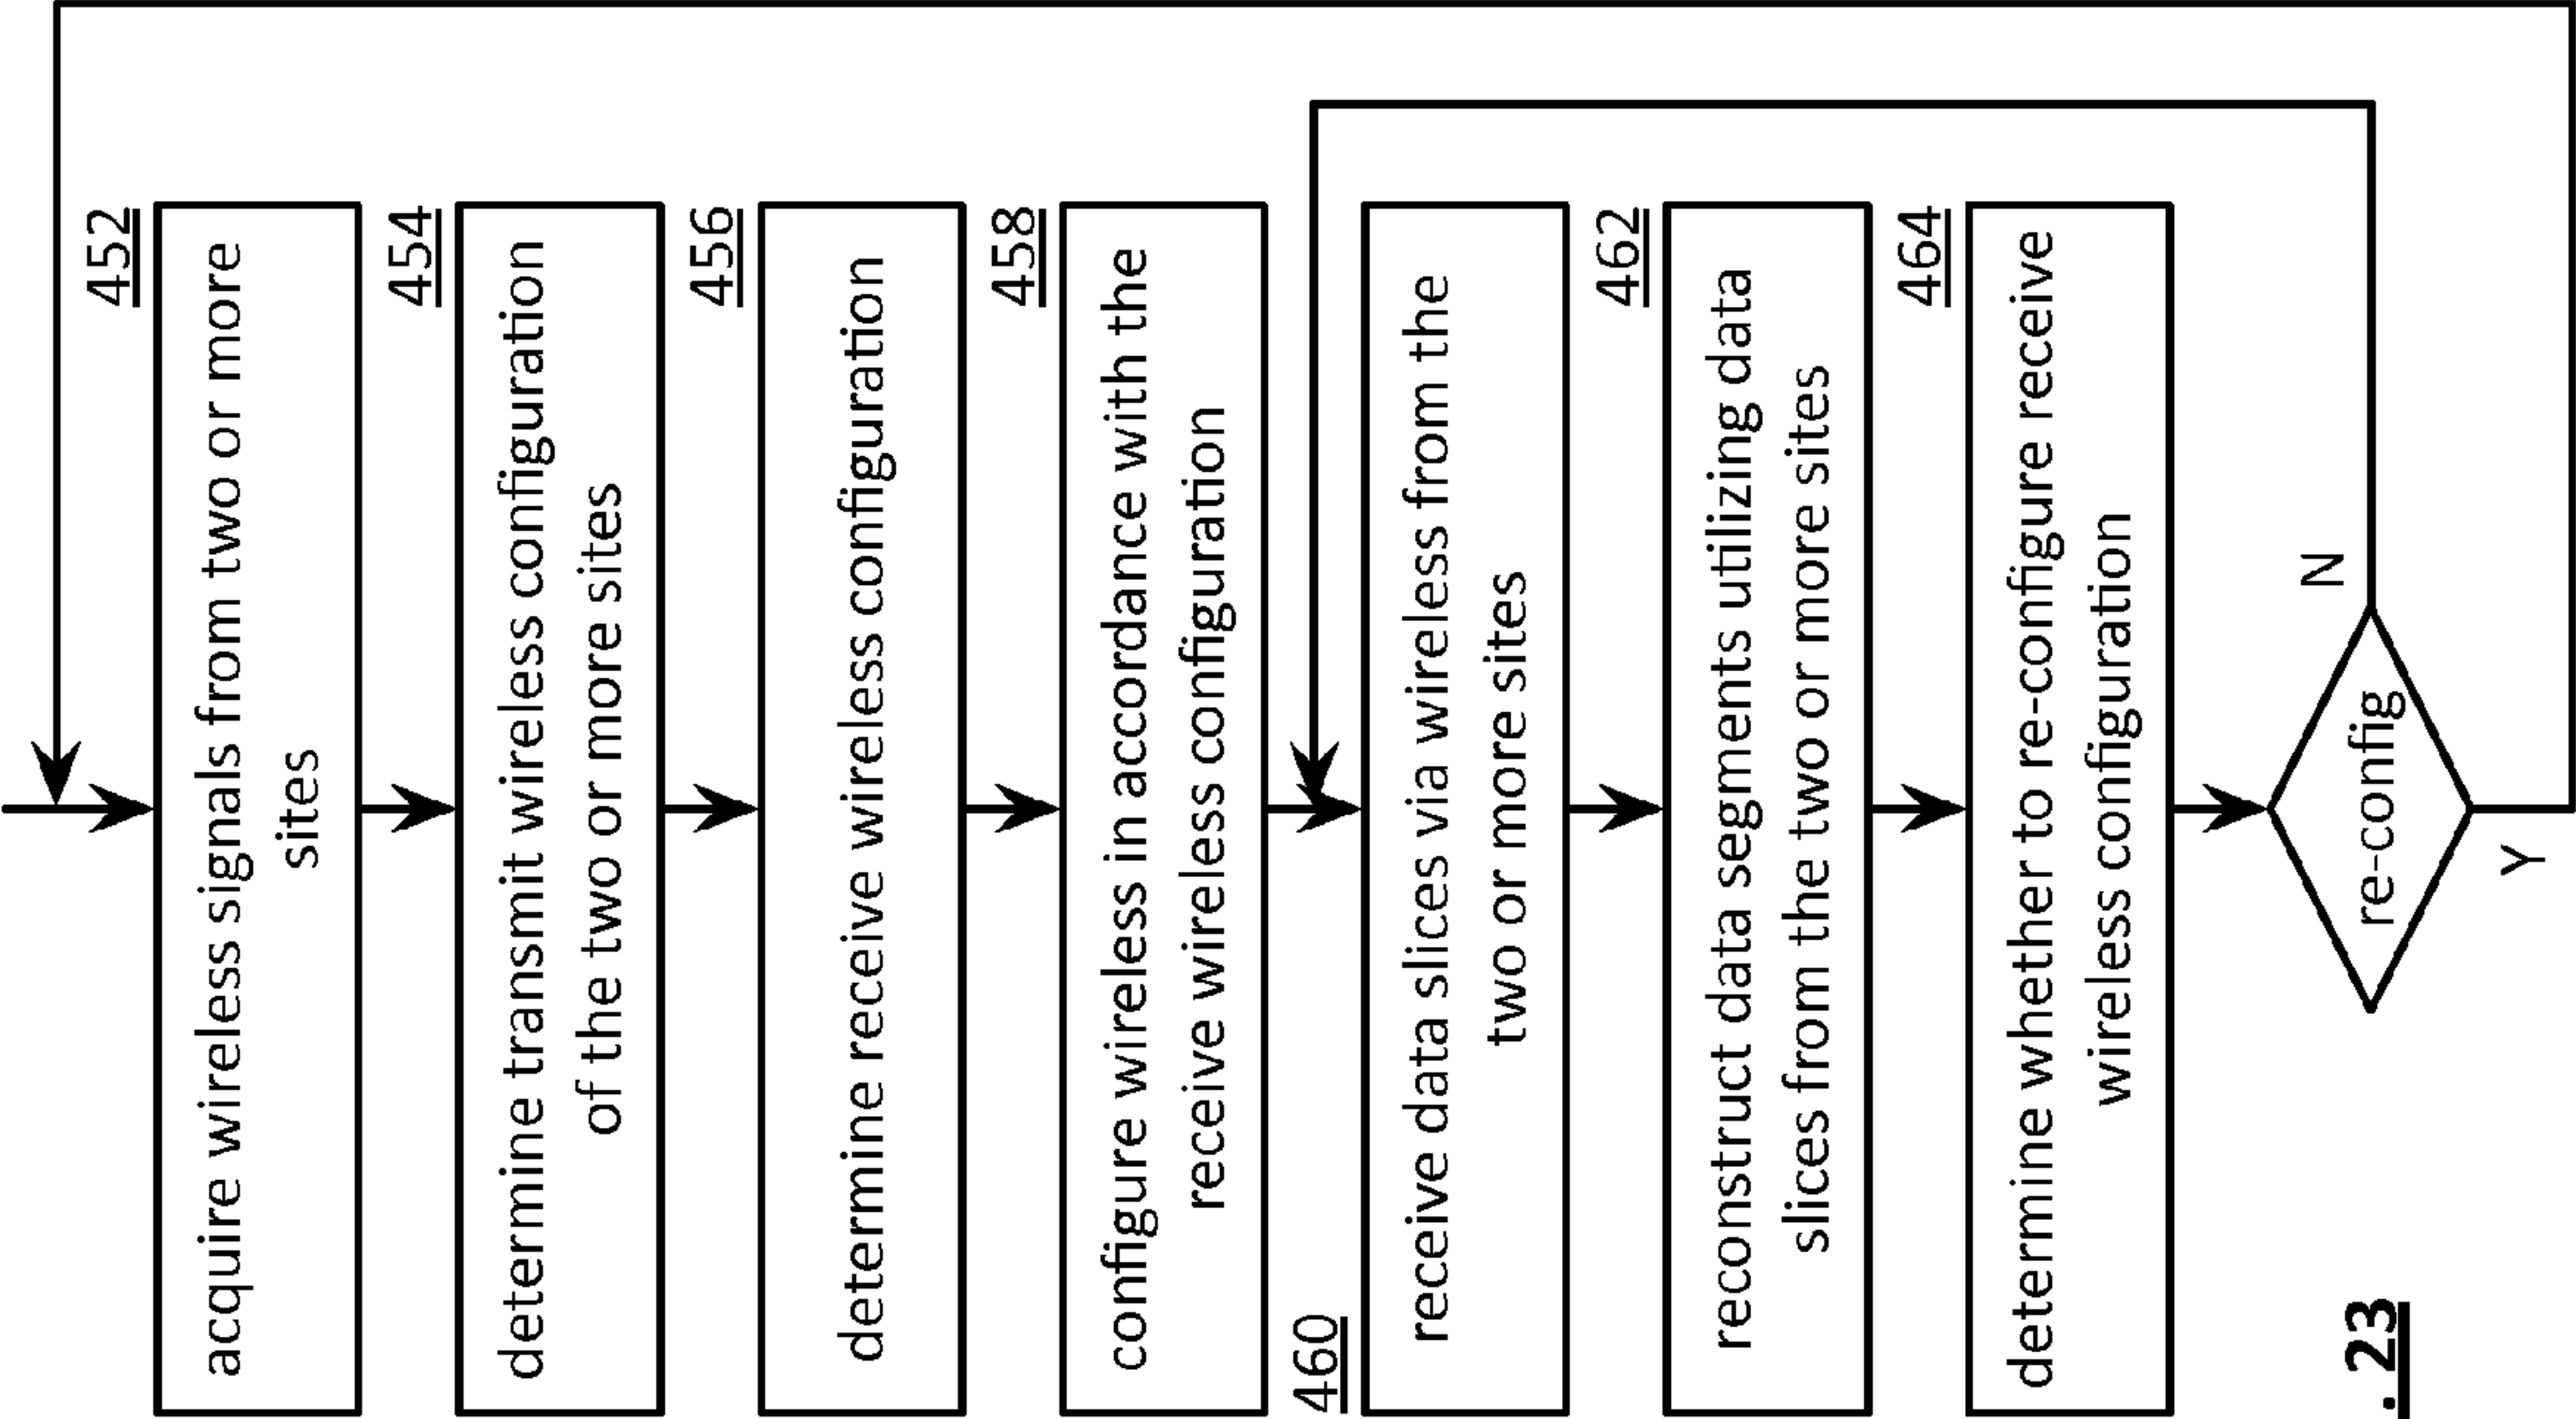 452
acquire wireless signals from two or more
sites
454
determine transmit wireless configuration
of the two or more sites
456
determine receive wireless configuration
458
configure wireless in accordance with the
receive wireless configuration
460
receive data slices via wireless from the
two or more sites
462
reconstruct data segments utilizing data
slices from the two or more sites
464
determine whether to re-configure receive
wireless configuration
re-config
N
Y
. 23